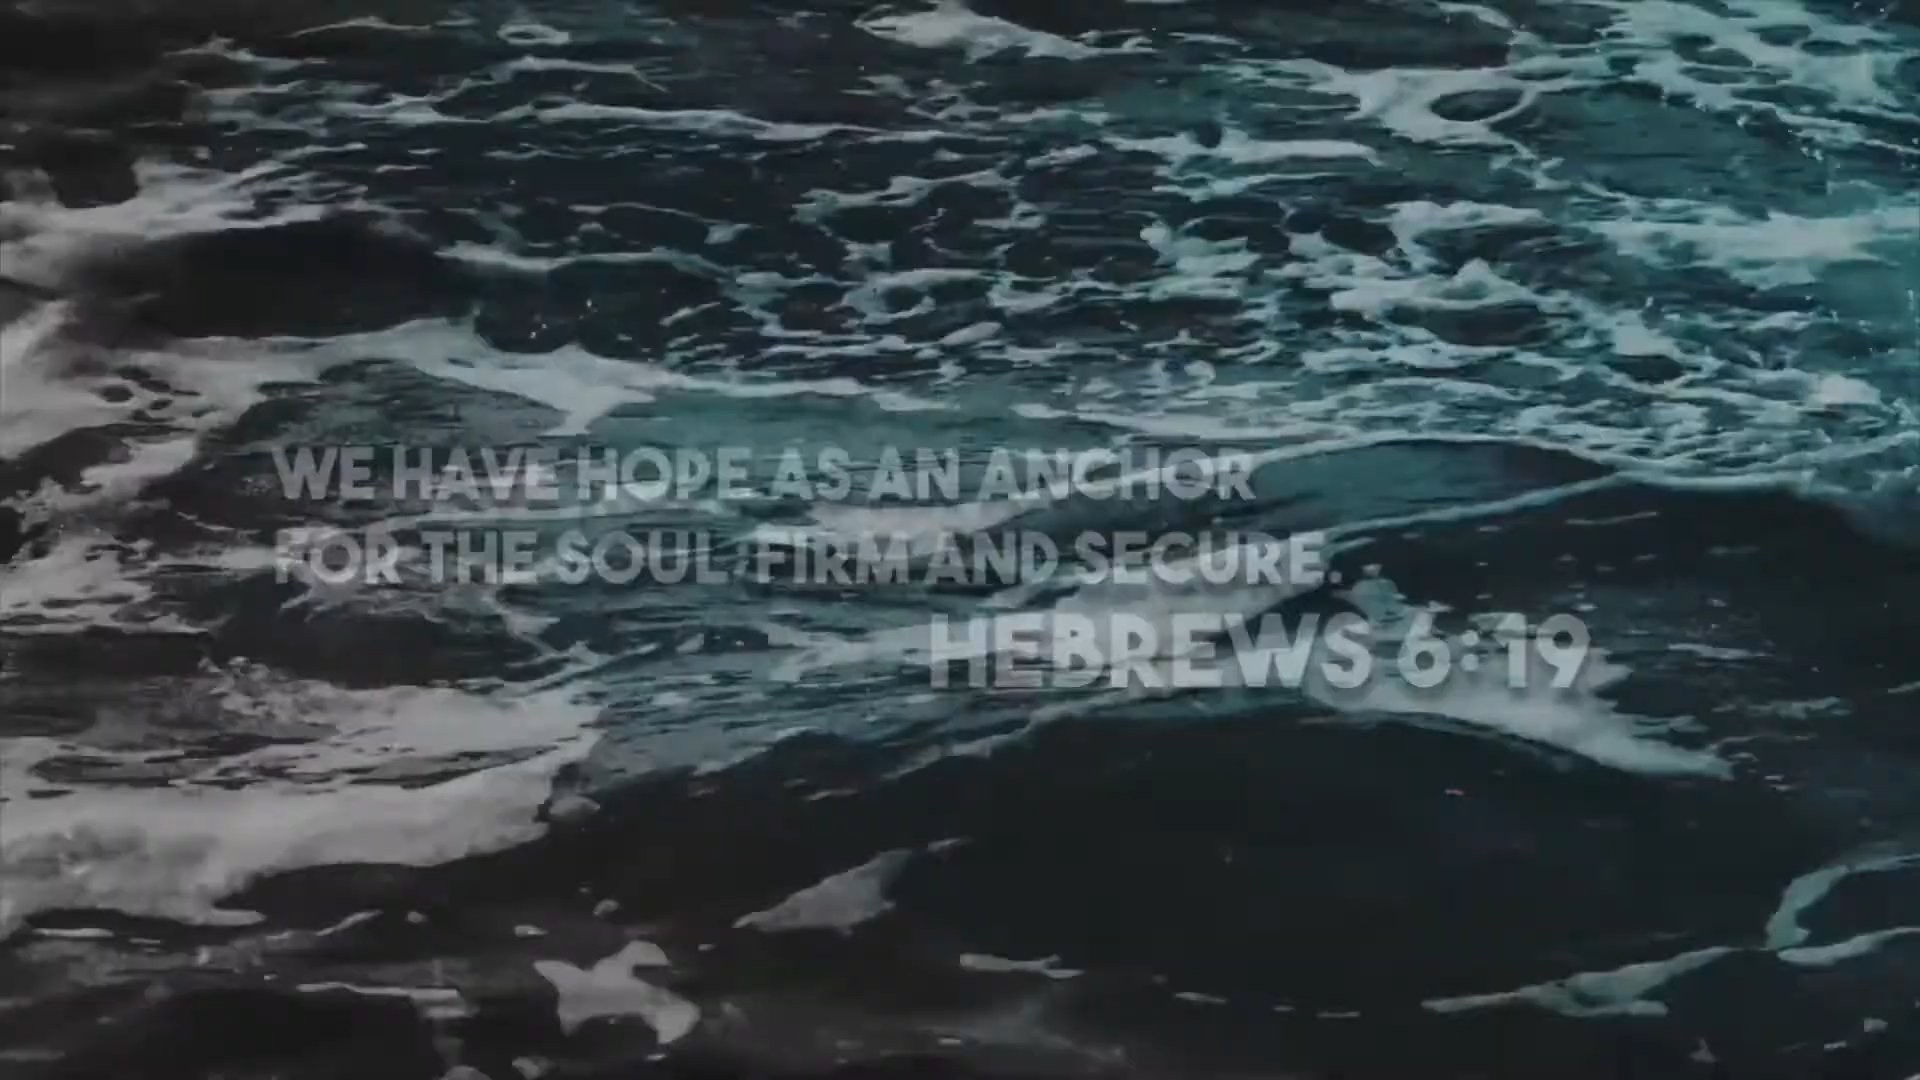 WE HAVE HOPE AS AN ANCHOR
FOR THE SOUL, FIRM AND SECURE.
HEBREWS 6:19